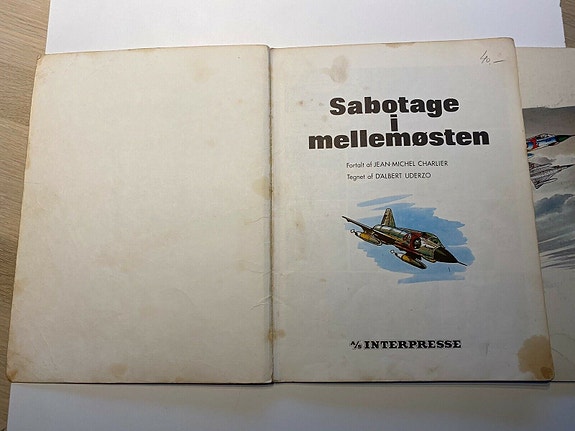 40.-
Sabotage
i
mellemøsten
Fortalt af JEAN-MICHEL CHARLIER
Tegnet af D'ALBERT UDERZO
A/S INTERPRESSE